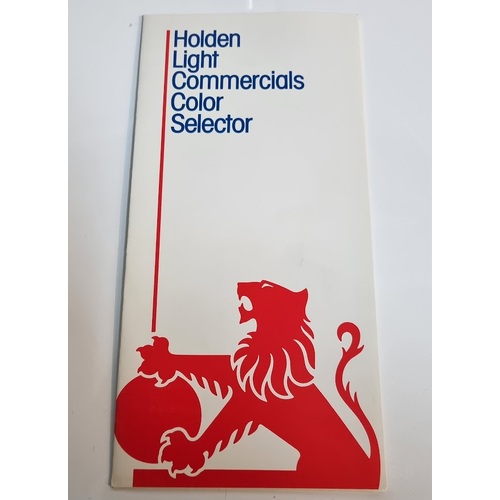 Holden
Light
Commercials
Color
Selector